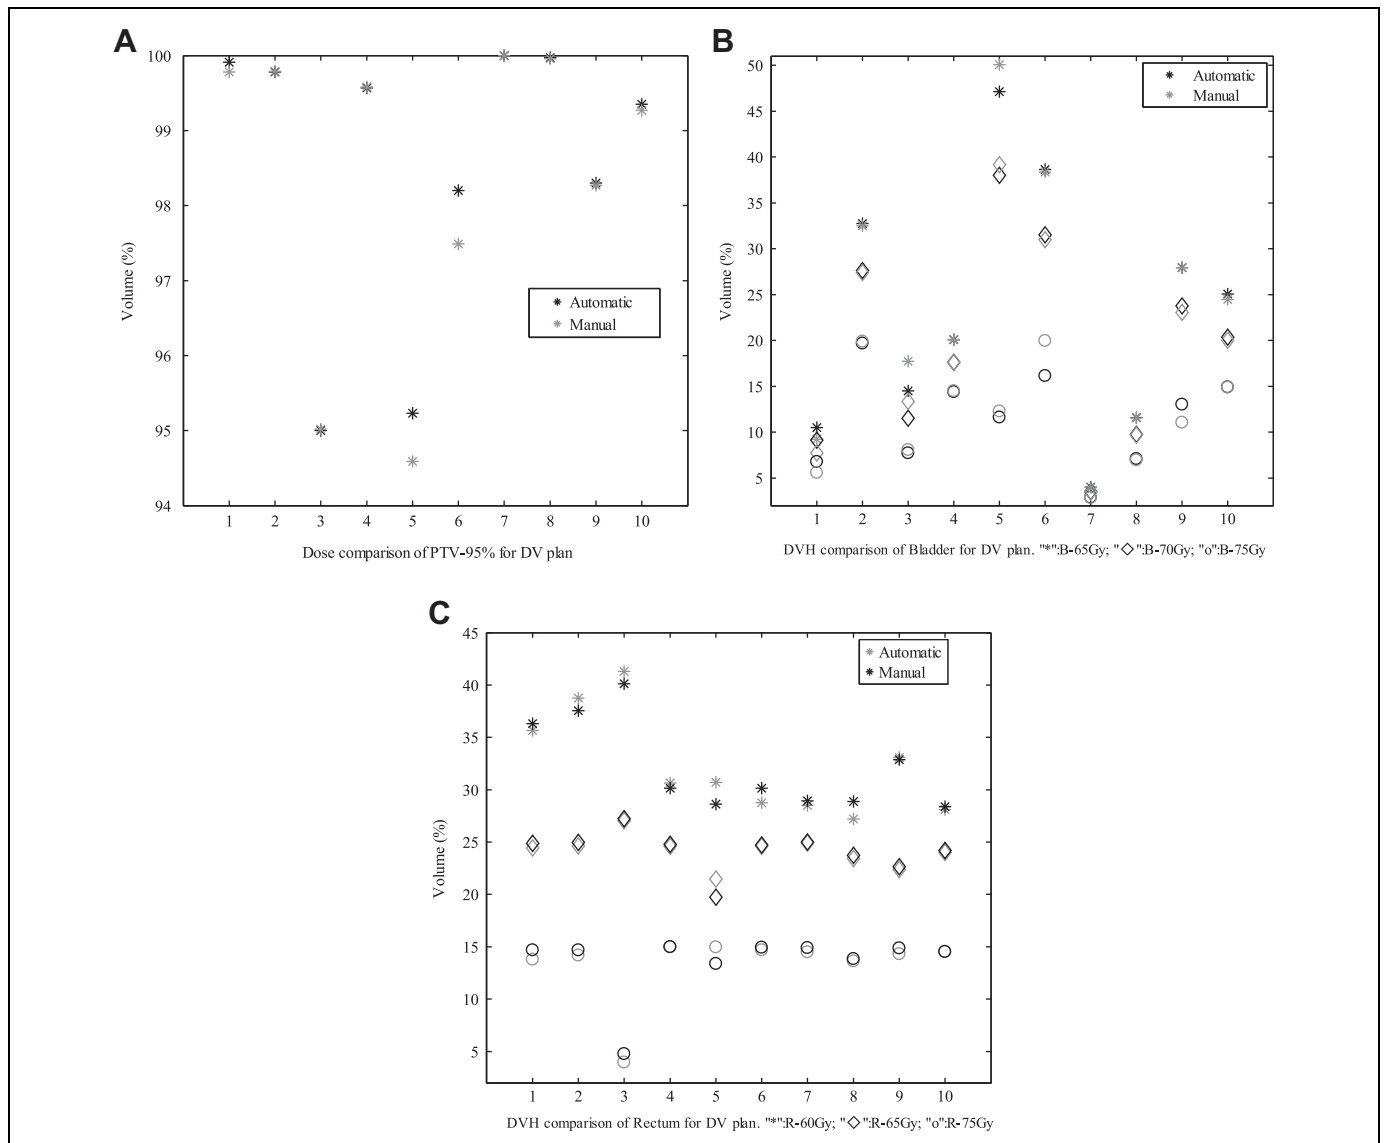 A
100
99
98
97
96
95
94
Volume (%)
Automatic
Manual
1 2 3 4 5 6 7 8 9 10
Dose comparison of PTV-95% for DV plan
B
50
45
40
35
30
25
20
15
10
5
Volume (%)
Automatic
Manual
1 2 3 4 5 6 7 8 9 10
DVH comparison of Bladder for DV plan. "*":B-65Gy; "◇":B-70Gy; "o":B-75Gy
C
45
40
35
30
25
20
15
10
5
Volume (%)
Automatic
Manual
1 2 3 4 5 6 7 8 9 10
DVH comparison of Rectum for DV plan. "*":R-60Gy; "◇":R-65Gy; "o":R-75Gy